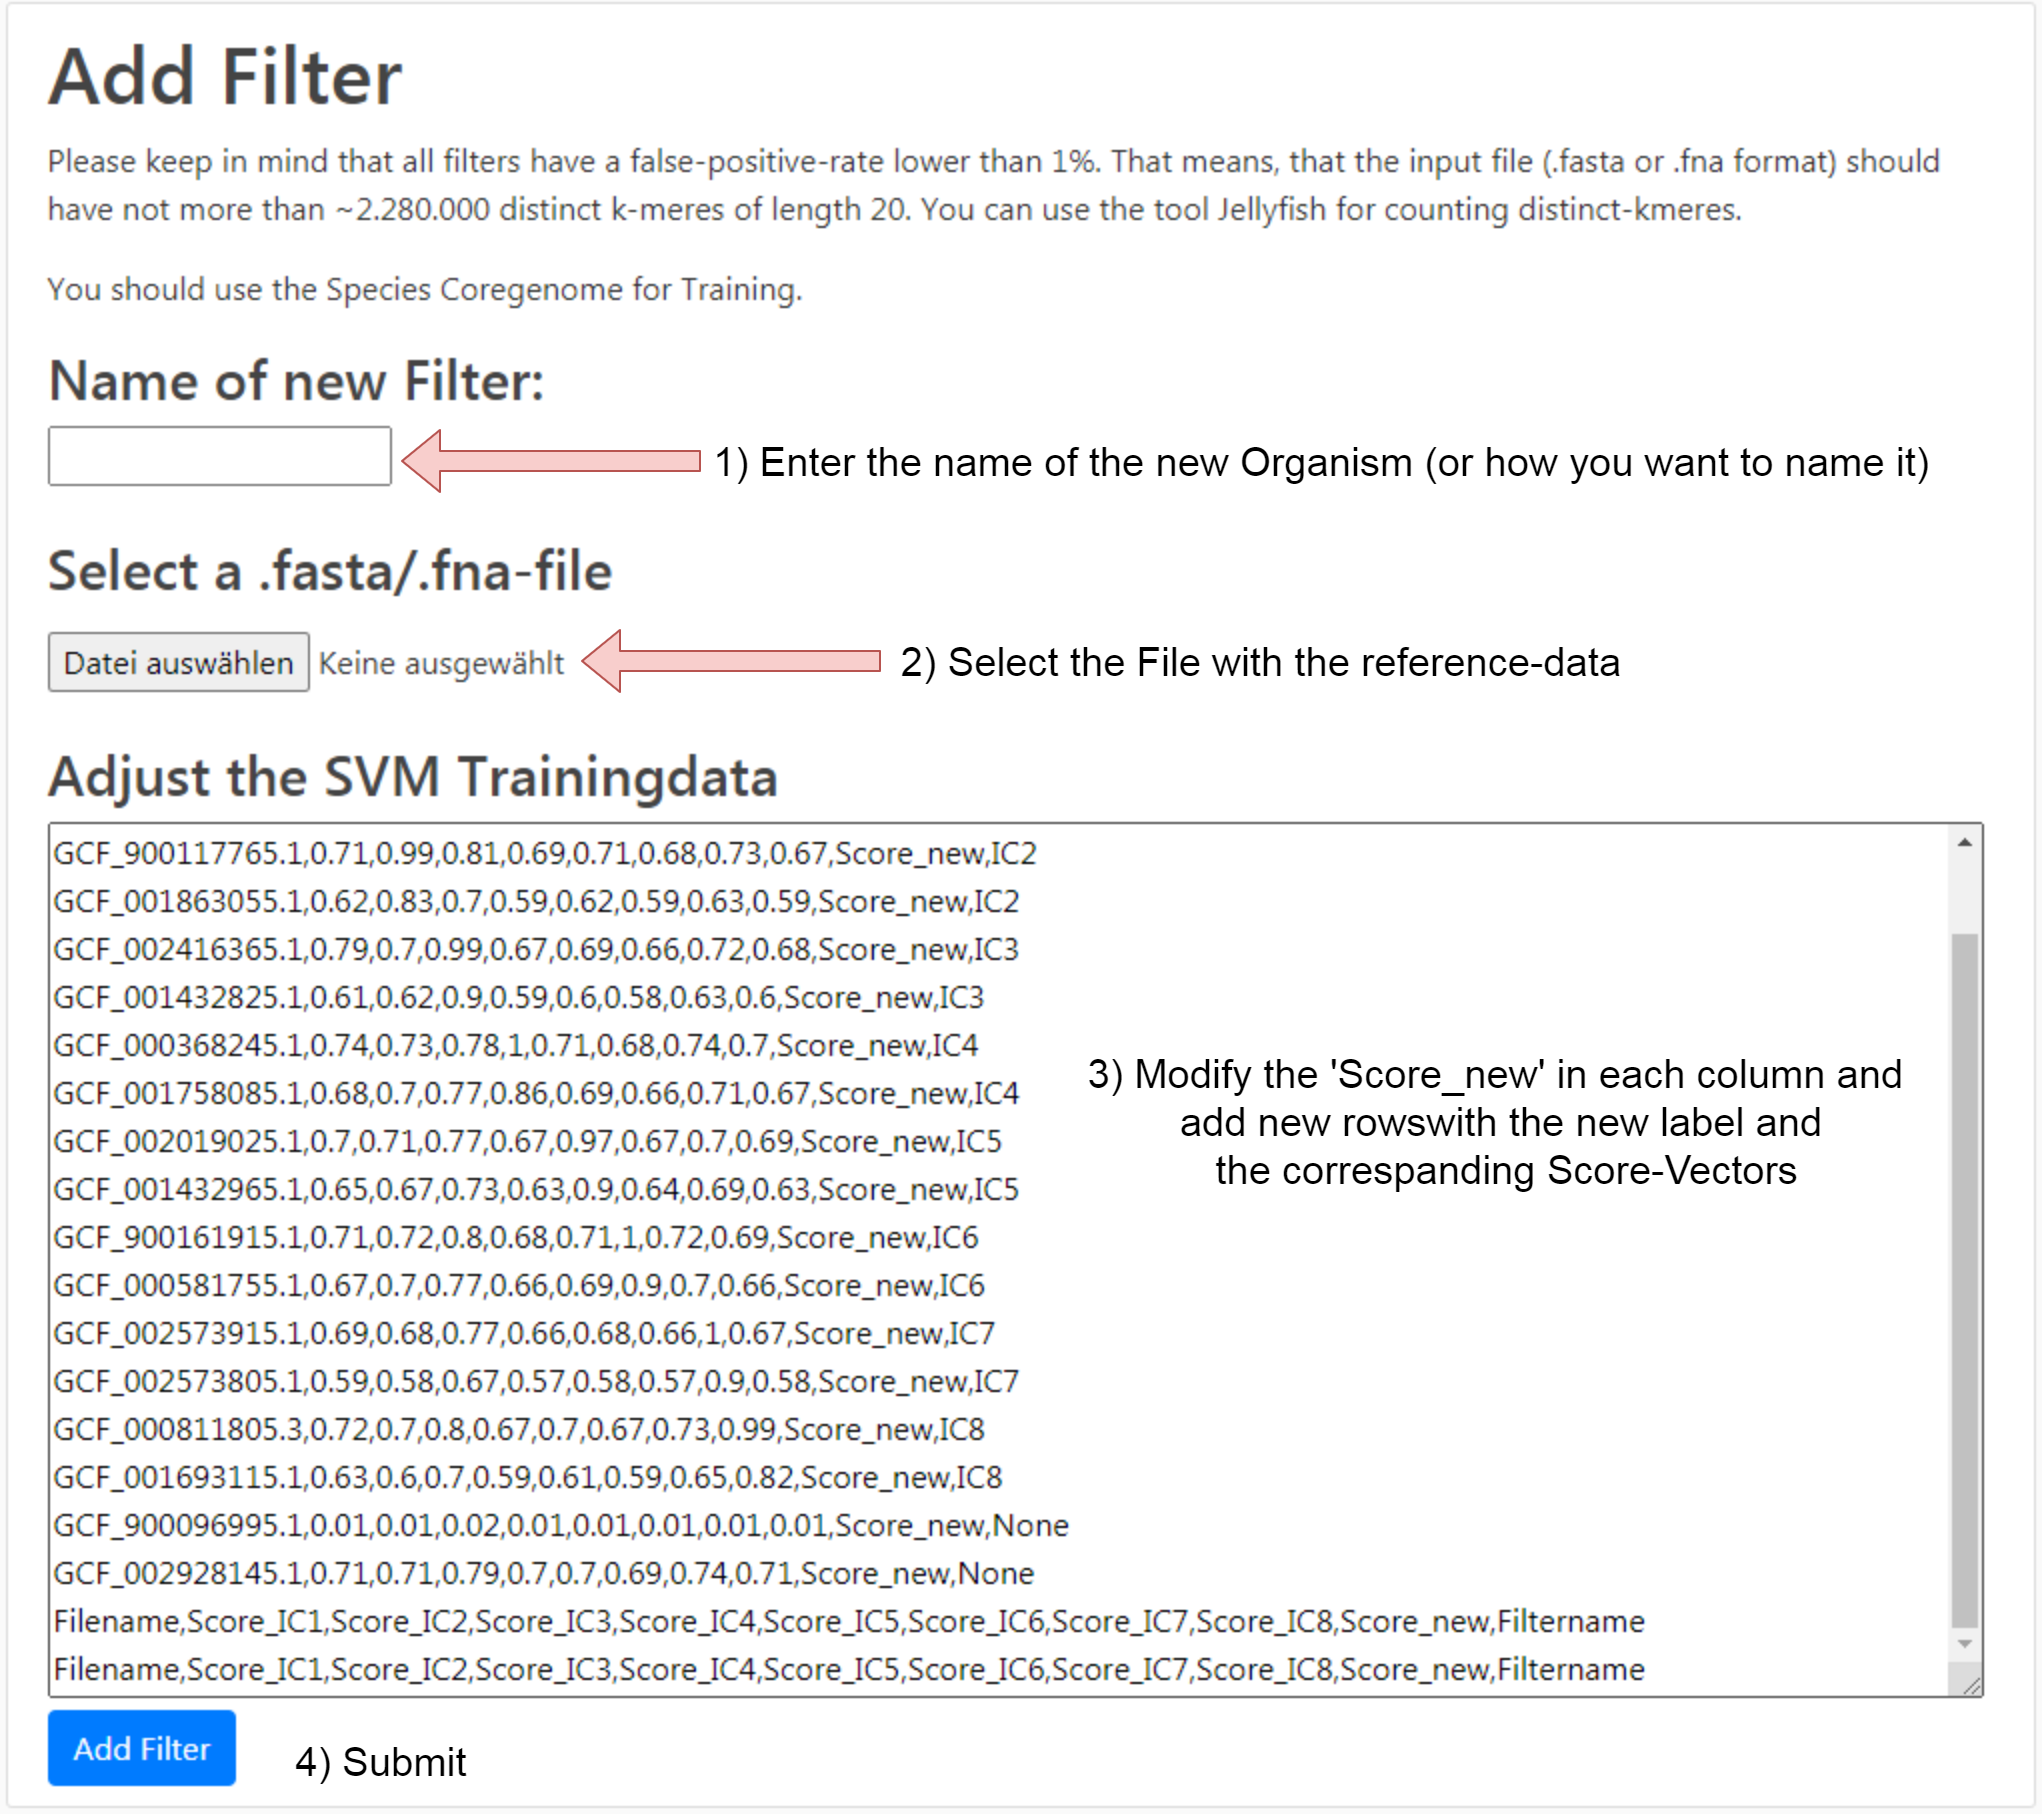 Add Filter
Please keep in mind that all filters have a false-positive-rate lower than 1%. That means, that the input file (.fasta or .fna format) should
have not more than ~2.280.000 distinct k-meres of length 20. You can use the tool Jellyfish for counting distinct-kmeres.
You should use the Species Coregenome for Training.
Name of new Filter:
1) Enter the name of the new Organism (or how you want to name it)
Select a .fasta/.fna-file
Datei auswählen Keine ausgewählt
2) Select the File with the reference-data
Adjust the SVM Trainingdata
GCF_900117765.1,0.71,0.99,0.81,0.69,0.71,0.68,0.73,0.67,Score_new,IC2
GCF_001863055.1,0.62,0.83,0.7,0.59,0.62,0.59,0.63,0.59,Score_new,IC2
GCF_002416365.1,0.79,0.7,0.99,0.67,0.69,0.66,0.72,0.68,Score_new,IC3
GCF_001432825.1,0.61,0.62,0.9,0.59,0.6,0.58,0.63,0.6,Score_new,IC3
GCF_000368245.1,0.74,0.73,0.78,1,0.71,0.68,0.74,0.7,Score_new,IC4
GCF_001758085.1,0.68,0.7,0.77,0.86,0.69,0.66,0.71,0.67,Score_new,IC4
GCF_002019025.1,0.7,0.71,0.77,0.67,0.97,0.67,0.7,0.69,Score_new,IC5
GCF_001432965.1,0.65,0.67,0.73,0.63,0.9,0.64,0.69,0.63,Score_new,IC5
GCF_900161915.1,0.71,0.72,0.8,0.68,0.71,1,0.72,0.69,Score_new,IC6
GCF_000581755.1,0.67,0.7,0.77,0.66,0.69,0.9,0.7,0.66,Score_new,IC6
GCF_002573915.1,0.69,0.68,0.77,0.66,0.68,0.66,1,0.67,Score_new,IC7
GCF_002573805.1,0.59,0.58,0.67,0.57,0.58,0.57,0.9,0.58,Score_new,IC7
GCF_000811805.3,0.72,0.7,0.8,0.67,0.7,0.67,0.73,0.99,Score_new,IC8
GCF_001693115.1,0.63,0.6,0.7,0.59,0.61,0.59,0.65,0.82,Score_new,IC8
GCF_900096995.1,0.01,0.01,0.02,0.01,0.01,0.01,0.01,0.01,Score_new,None
GCF_002928145.1,0.71,0.71,0.79,0.7,0.7,0.69,0.74,0.71,Score_new,None
Filename,Score_IC1,Score_IC2,Score_IC3,Score_IC4,Score_IC5,Score_IC6,Score_IC7,Score_IC8,Score_new,Filtername
Filename,Score_IC1,Score_IC2,Score_IC3,Score_IC4,Score_IC5,Score_IC6,Score_IC7,Score_IC8,Score_new,Filtername
3) Modify the 'Score_new' in each column and
add new rowswith the new label and
the correspanding Score-Vectors
Add Filter
4) Submit